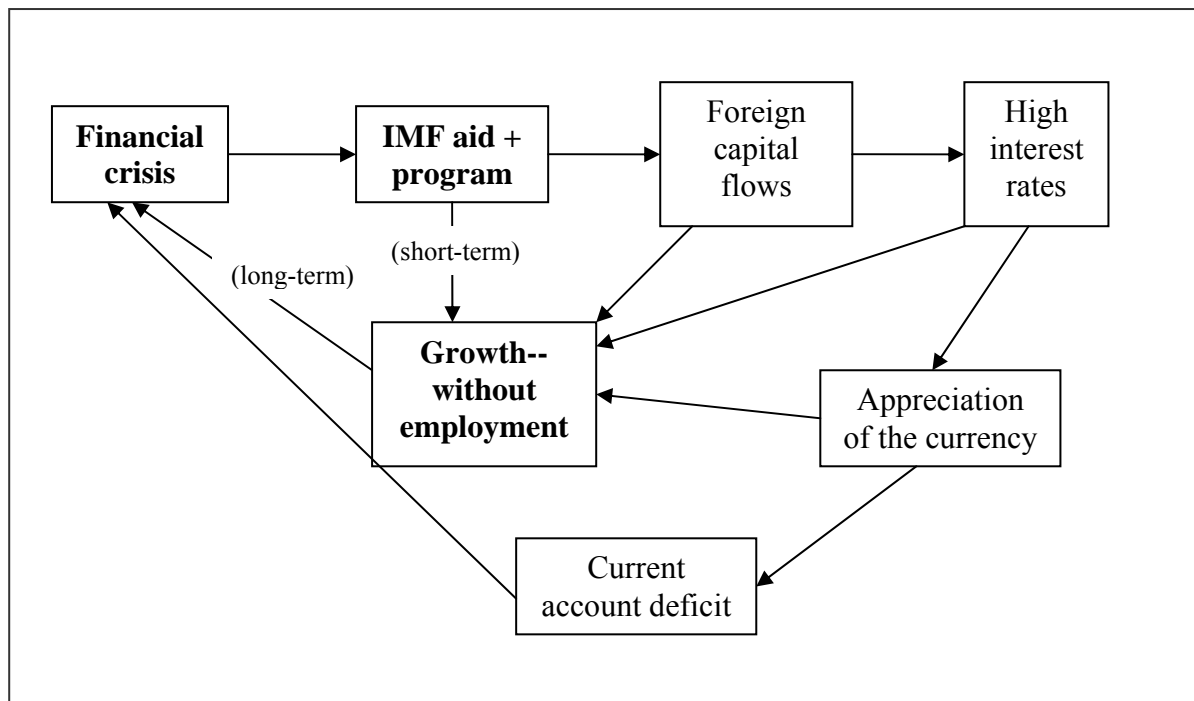 Financial
crisis
IMF aid +
program
Foreign
capital
flows
High
interest
rates
(short-term)
(long-term)
Growth--
without
employment
Appreciation
of the currency
Current
account deficit